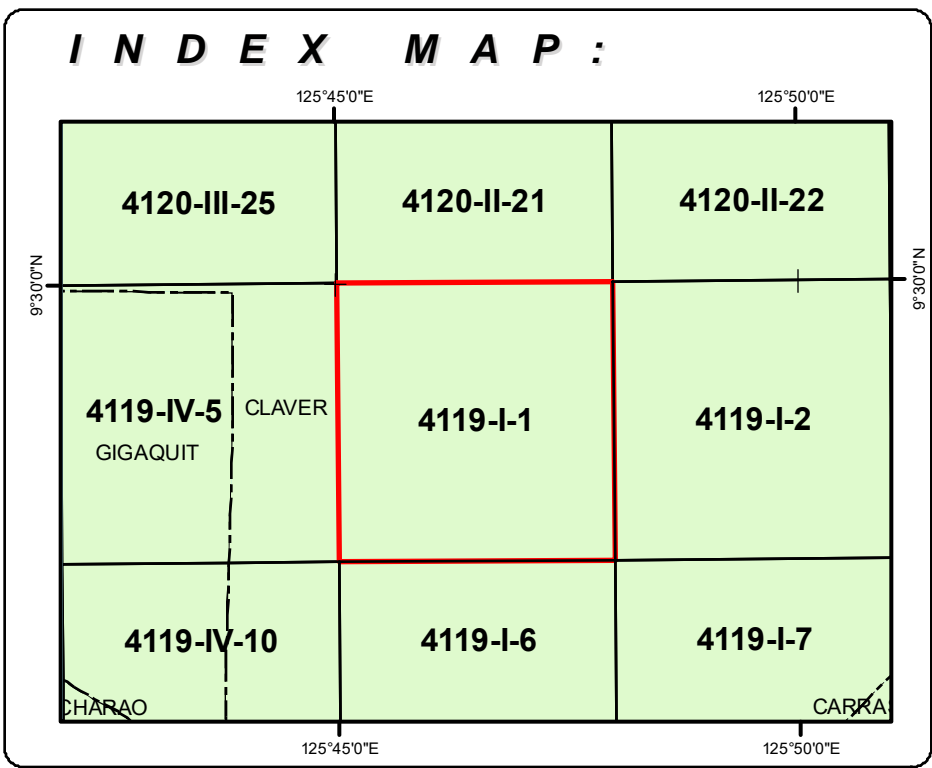 INDEX MAP:
125°45'0"E 125°50'0"E
4120-III-25 4120-II-21 4120-II-22
9°30'0"N 9°30'0"N
4119-IV-5 CLAVER 4119-I-1 4119-I-2
GIGAQUIT
4119-IV-10 4119-I-6 4119-I-7
CHARAO CARRAS
125°45'0"E 125°50'0"E